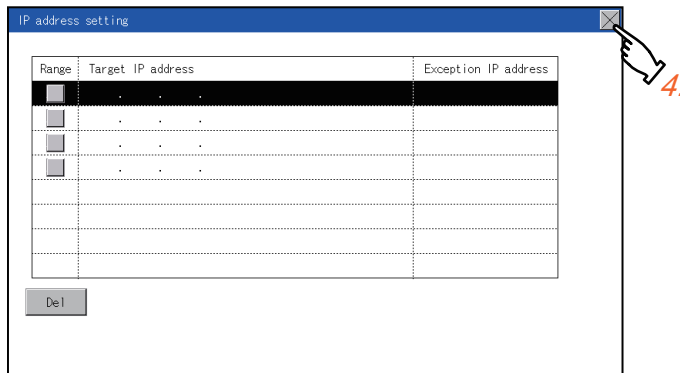 IP address setting
Range Target IP address Exception IP address
. . .
. . .
. . .
. . .
Del
4.